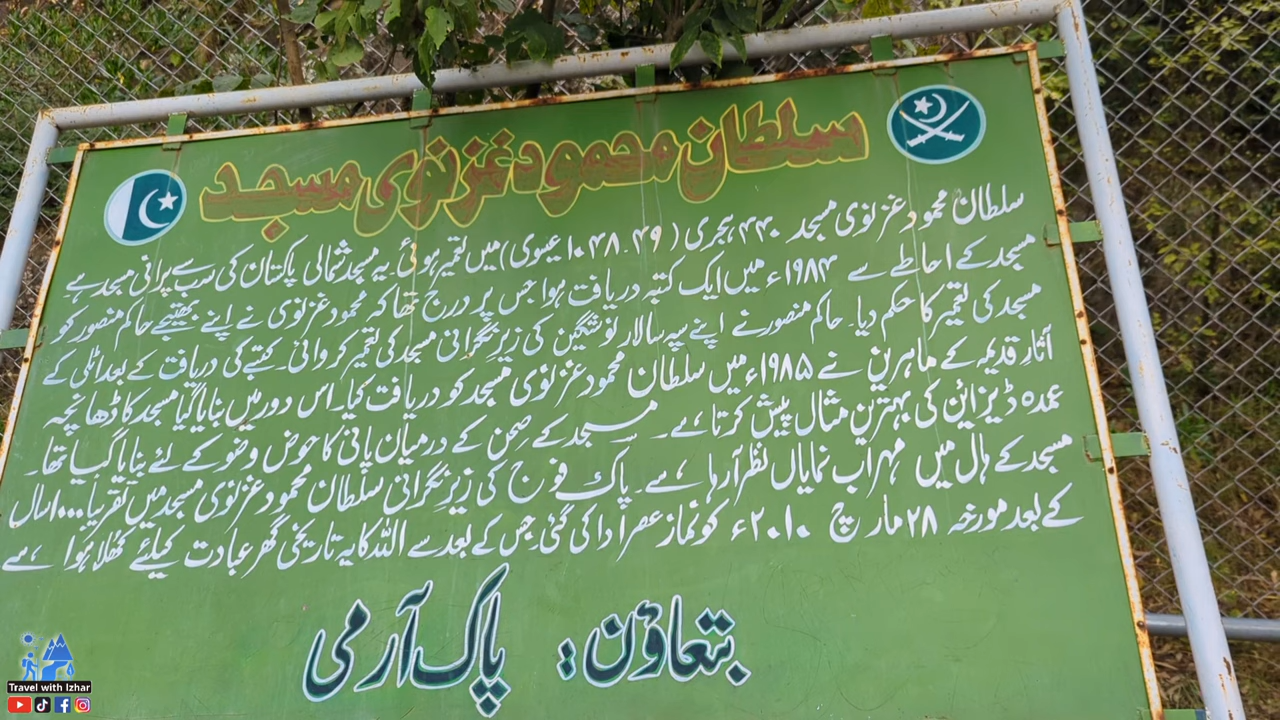 سلطان محمود غزنوی مسجد
سلطان محمود غزنوی مسجد ۴۴۰ ہجری (۴۹۔۱۰۴۸ عیسوی) میں تعمیر ہوئی۔ یہ مسجد شمالی پاکستان کی سب سے پرانی مسجد ہے۔
مسجد کے احاطے سے ۱۹۸۴ء میں ایک کتبہ دریافت ہوا جس پر درج تھا کہ محمود غزنوی نے اپنے بھتیجے حاکم منصور کو
مسجد کی تعمیر کا حکم دیا۔ حاکم منصور نے اپنے سپہ سالار نوشگین کی زیر نگرانی مسجد کی تعمیر کروائی۔ کتبے کی دریافت کے بعد اٹلی کے
آثار قدیمہ کے ماہرین نے ۱۹۸۵ء میں سلطان محمود غزنوی مسجد کو دریافت کیا۔ اس دور میں بنایا گیا مسجد کا ڈھانچہ
عمدہ ڈیزائن کی بہترین مثال پیش کرتا ہے۔ مسجد کے صحن کے درمیان پانی کا حوض وضو کے لئے بنایا گیا تھا۔
مسجد کے ہال میں مہراب نمایاں نظر آرہا ہے۔ پاک فوج کی زیر نگرانی سلطان محمود غزنوی مسجد میں تقریباً ۱۰۰۰ سال
کے بعد مورخہ ۲۸ مارچ ۲۰۱۰ء کو نماز عصر ادا کی گئی جس کے بعد سے اللہ کا یہ تاریخی گھر عبادت کیلئے کھلا ہوا ہے
بتعاون: پاک آرمی
Travel with Izhar